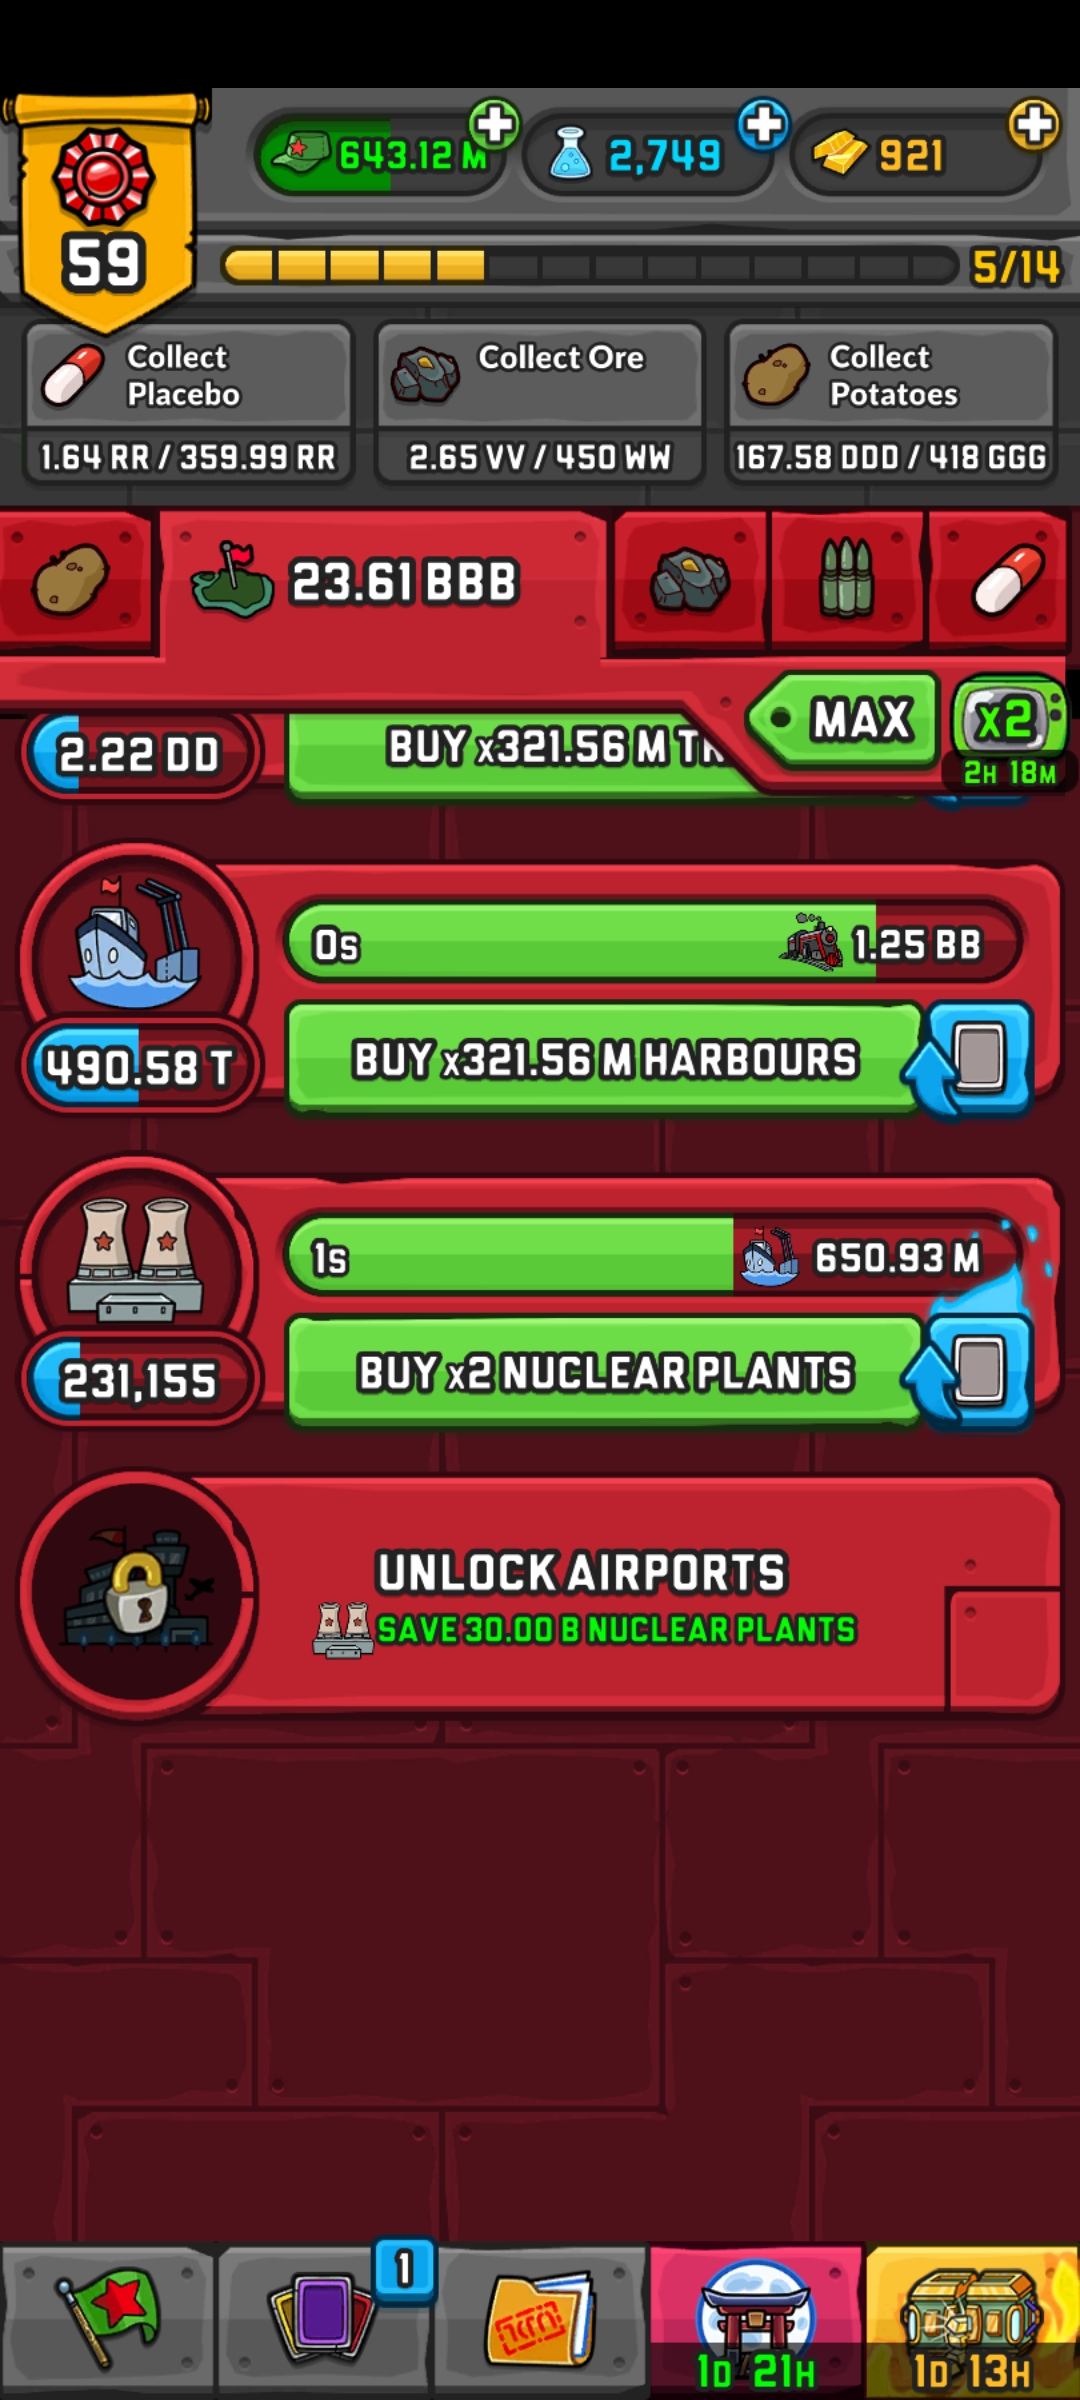 643.12 M
2,749
921
59
5/14
Collect Placebo
1.64 RR / 359.99 RR
Collect Ore
2.65 VV / 450 WW
Collect Potatoes
167.58 DDD / 418 GGG
23.61 BBB
MAX
x2
2H 18M
2.22 DD
BUY x321.56 M
0s
1.25 BB
490.58 T
BUY x321.56 M HARBOURS
1s
650.93 M
231,155
BUY x2 NUCLEAR PLANTS
UNLOCK AIRPORTS
SAVE 30.00 B NUCLEAR PLANTS
1
1D 21H
1D 13H